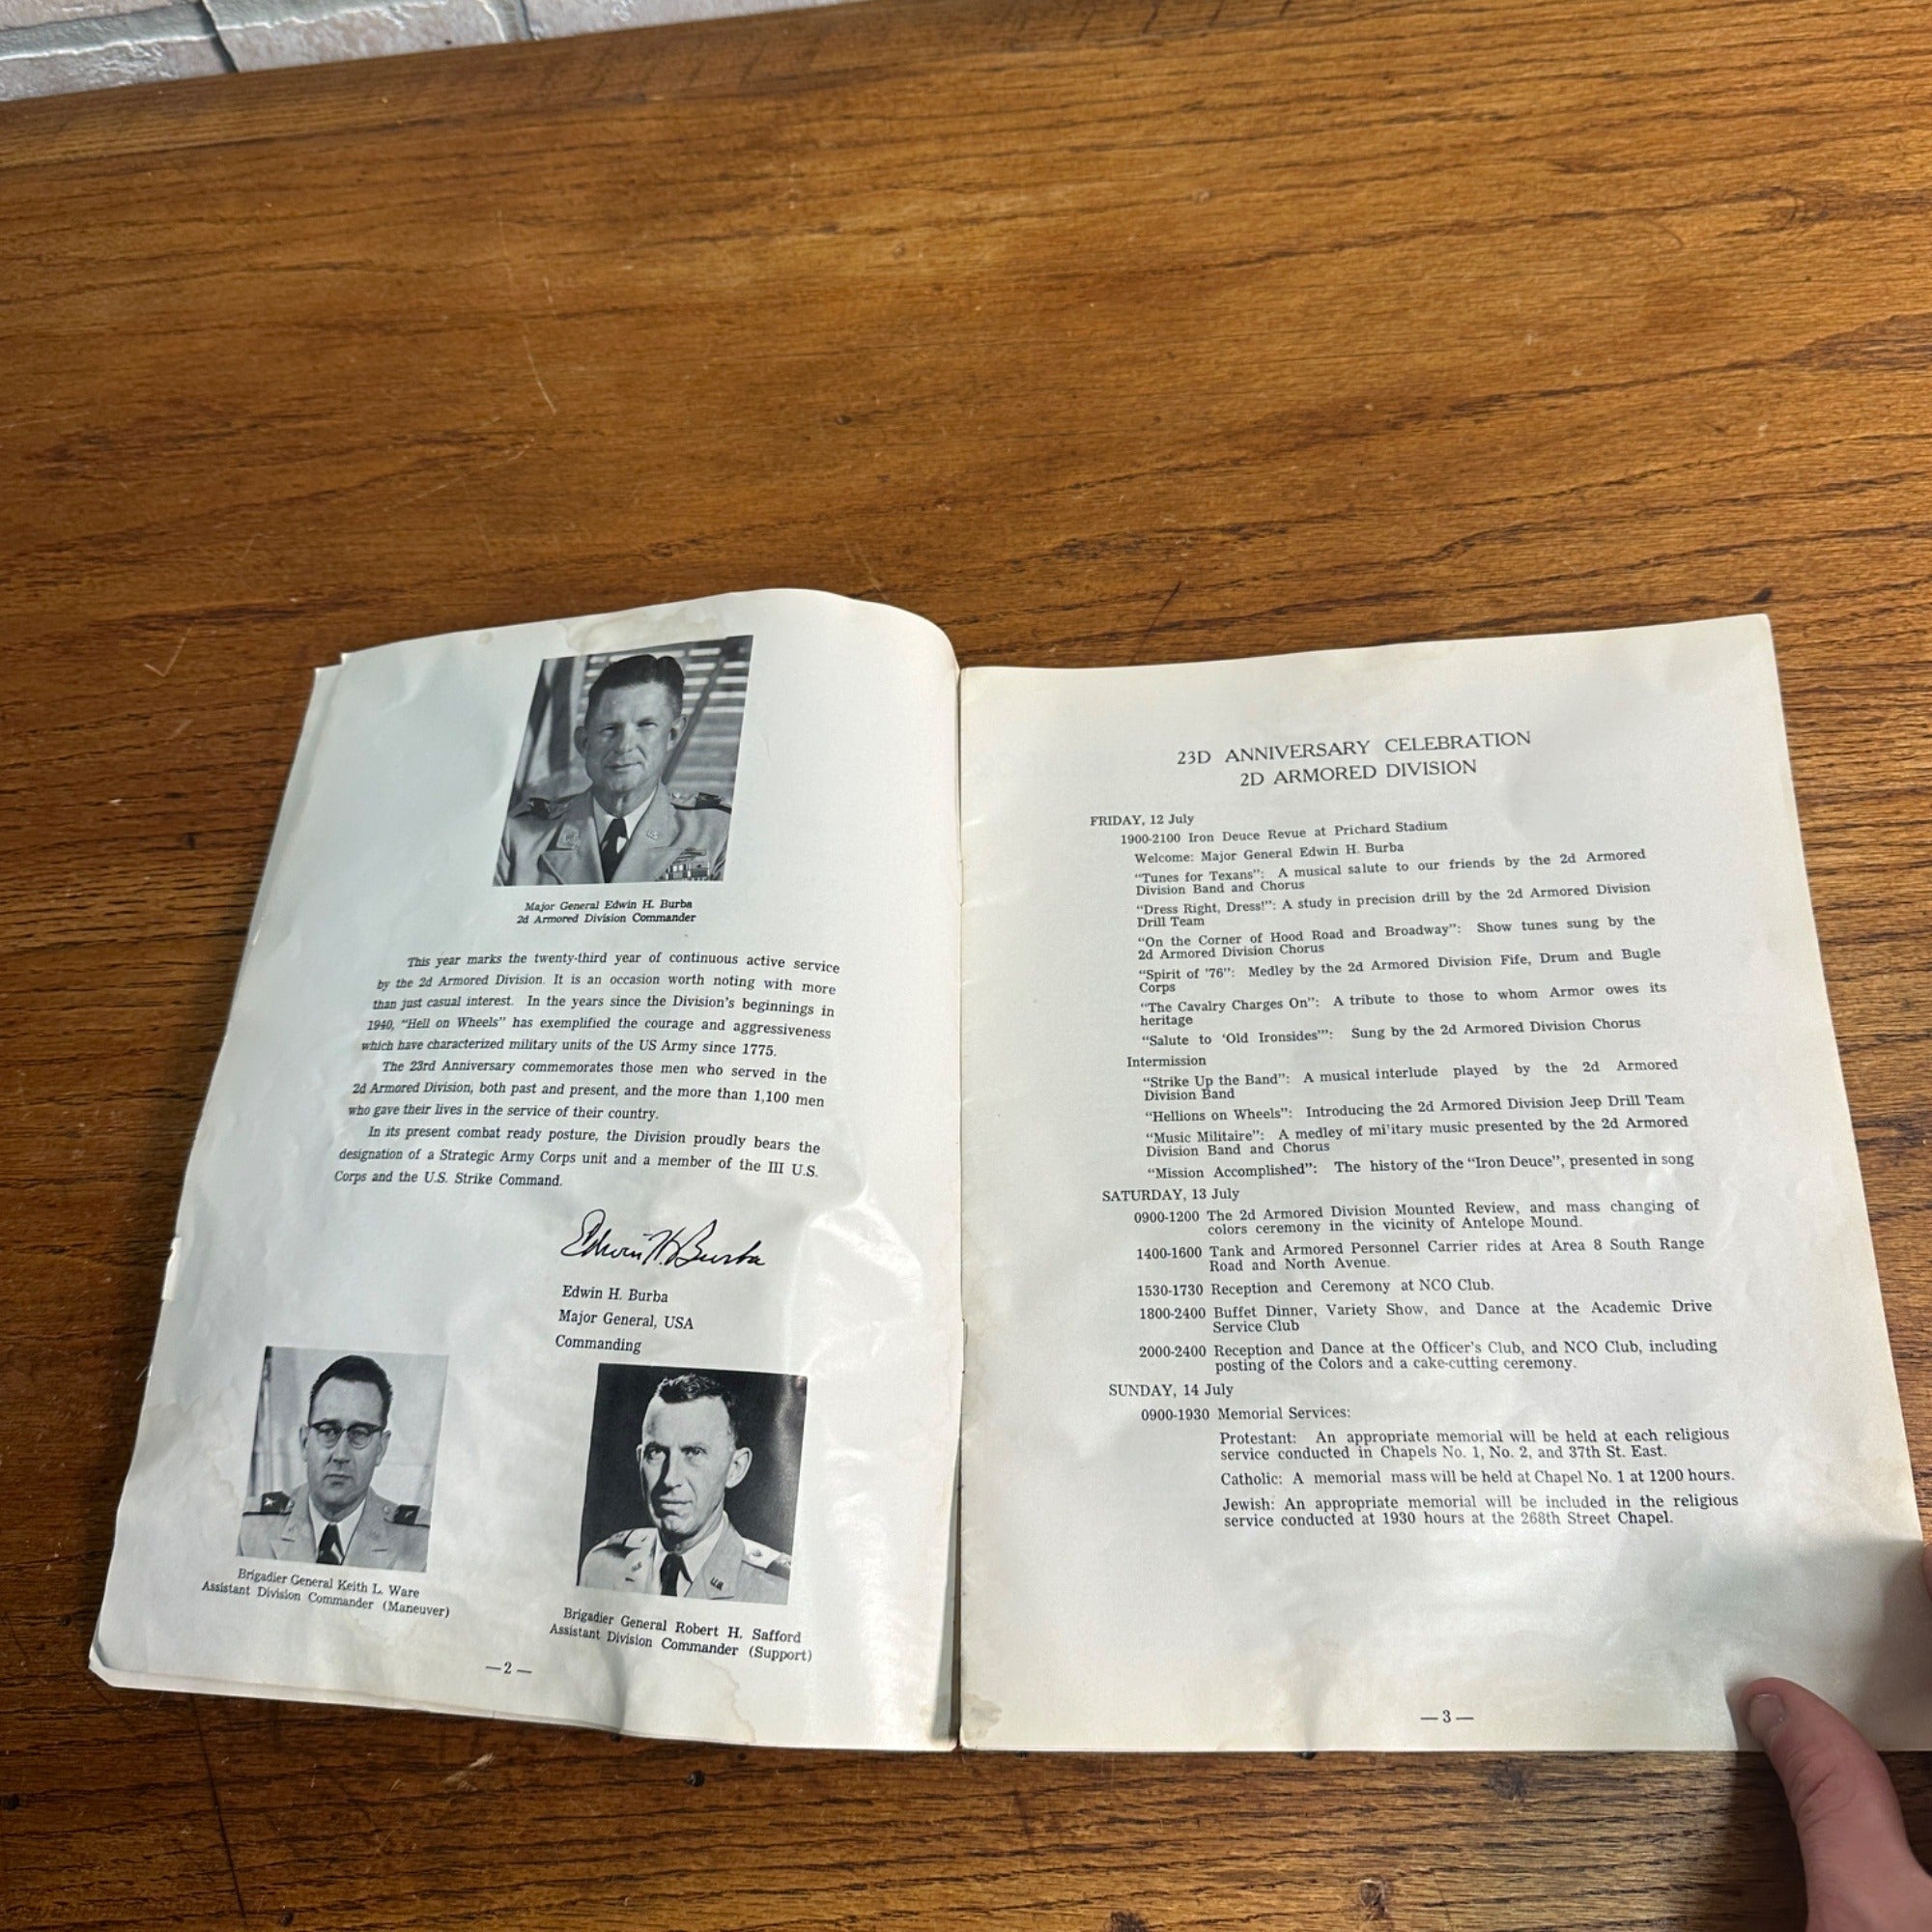 Major General Edwin H. Burba
2d Armored Division Commander
This year marks the twenty-third year of continuous active service
by the 2d Armored Division. It is an occasion worth noting with more
than just casual interest. In the years since the Division's beginnings in
1940, "Hell on Wheels" has exemplified the courage and aggressiveness
which have characterized military units of the US Army since 1775.
The 23rd Anniversary commemorates those men who served in the
2d Armored Division, both past and present, and the more than 1,100 men
who gave their lives in the service of their country.
In its present combat ready posture, the Division proudly bears the
designation of a Strategic Army Corps unit and a member of the III U.S.
Corps and the U.S. Strike Command.
Edwin H. Burba
Edwin H. Burba
Major General, USA
Commanding
Brigadier General Keith L. Ware
Assistant Division Commander (Maneuver)
Brigadier General Robert H. Safford
Assistant Division Commander (Support)
— 2 —
23D ANNIVERSARY CELEBRATION
2D ARMORED DIVISION
FRIDAY, 12 July
1900-2100 Iron Deuce Revue at Prichard Stadium
Welcome: Major General Edwin H. Burba
"Tunes for Texans": A musical salute to our friends by the 2d Armored
Division Band and Chorus
"Dress Right, Dress!": A study in precision drill by the 2d Armored Division
Drill Team
"On the Corner of Hood Road and Broadway": Show tunes sung by the
2d Armored Division Chorus
"Spirit of '76": Medley by the 2d Armored Division Fife, Drum and Bugle
Corps
"The Cavalry Charges On": A tribute to those to whom Armor owes its
heritage
"Salute to 'Old Ironsides'": Sung by the 2d Armored Division Chorus
Intermission
"Strike Up the Band": A musical interlude played by the 2d Armored
Division Band
"Hellions on Wheels": Introducing the 2d Armored Division Jeep Drill Team
"Music Militaire": A medley of mi'itary music presented by the 2d Armored
Division Band and Chorus
"Mission Accomplished": The history of the "Iron Deuce", presented in song
SATURDAY, 13 July
0900-1200 The 2d Armored Division Mounted Review, and mass changing of
colors ceremony in the vicinity of Antelope Mound.
1400-1600 Tank and Armored Personnel Carrier rides at Area 8 South Range
Road and North Avenue.
1530-1730 Reception and Ceremony at NCO Club.
1800-2400 Buffet Dinner, Variety Show, and Dance at the Academic Drive
Service Club
2000-2400 Reception and Dance at the Officer's Club, and NCO Club, including
posting of the Colors and a cake-cutting ceremony.
SUNDAY, 14 July
0900-1930 Memorial Services:
Protestant: An appropriate memorial will be held at each religious
service conducted in Chapels No. 1, No. 2, and 37th St. East.
Catholic: A memorial mass will be held at Chapel No. 1 at 1200 hours.
Jewish: An appropriate memorial will be included in the religious
service conducted at 1930 hours at the 268th Street Chapel.
— 3 —